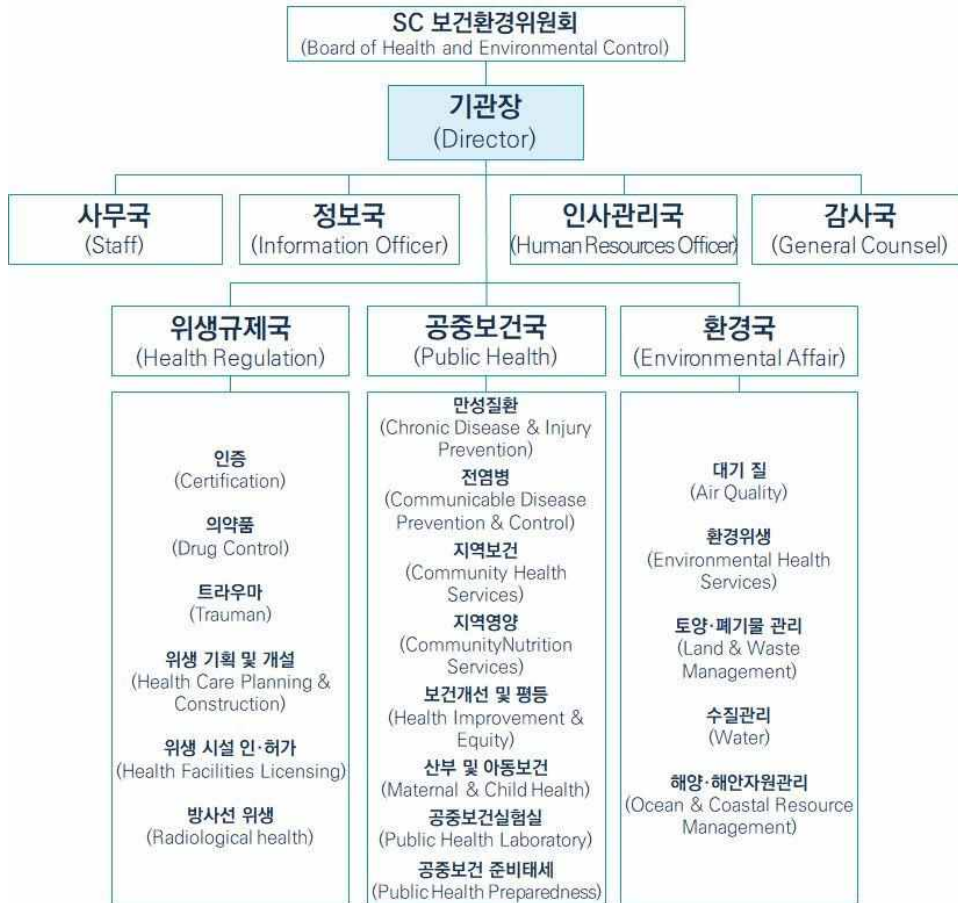 SC 보건환경위원회
(Board of Health and Environmental Control)
기관장
(Director)
사무국
(Staff)
정보국
(Information Officer)
인사관리국
(Human Resources Officer)
감사국
(General Counsel)
위생규제국
(Health Regulation)
공중보건국
(Public Health)
환경국
(Environmental Affair)
인증
(Certification)
의약품
(Drug Control)
트라우마
(Trauman)
위생 기획 및 개설
(Health Care Planning &
Construction)
위생 시설 인·허가
(Health Facilities Licensing)
방사선 위생
(Radiological health)
만성질환
(Chronic Disease & Injury
Prevention)
전염병
(Communicable Disease
Prevention & Control)
지역보건
(Community Health
Services)
지역영양
(CommunityNutrition
Services)
보건개선 및 평등
(Health Improvement &
Equity)
산부 및 아동보건
(Maternal & Child Health)
공중보건실험실
(Public Health Laboratory)
공중보건 준비태세
(Public Health Preparedness)
대기 질
(Air Quality)
환경위생
(Environmental Health
Services)
토양·폐기물 관리
(Land & Waste
Management)
수질관리
(Water)
해양·해안자원관리
(Ocean & Coastal Resource
Management)